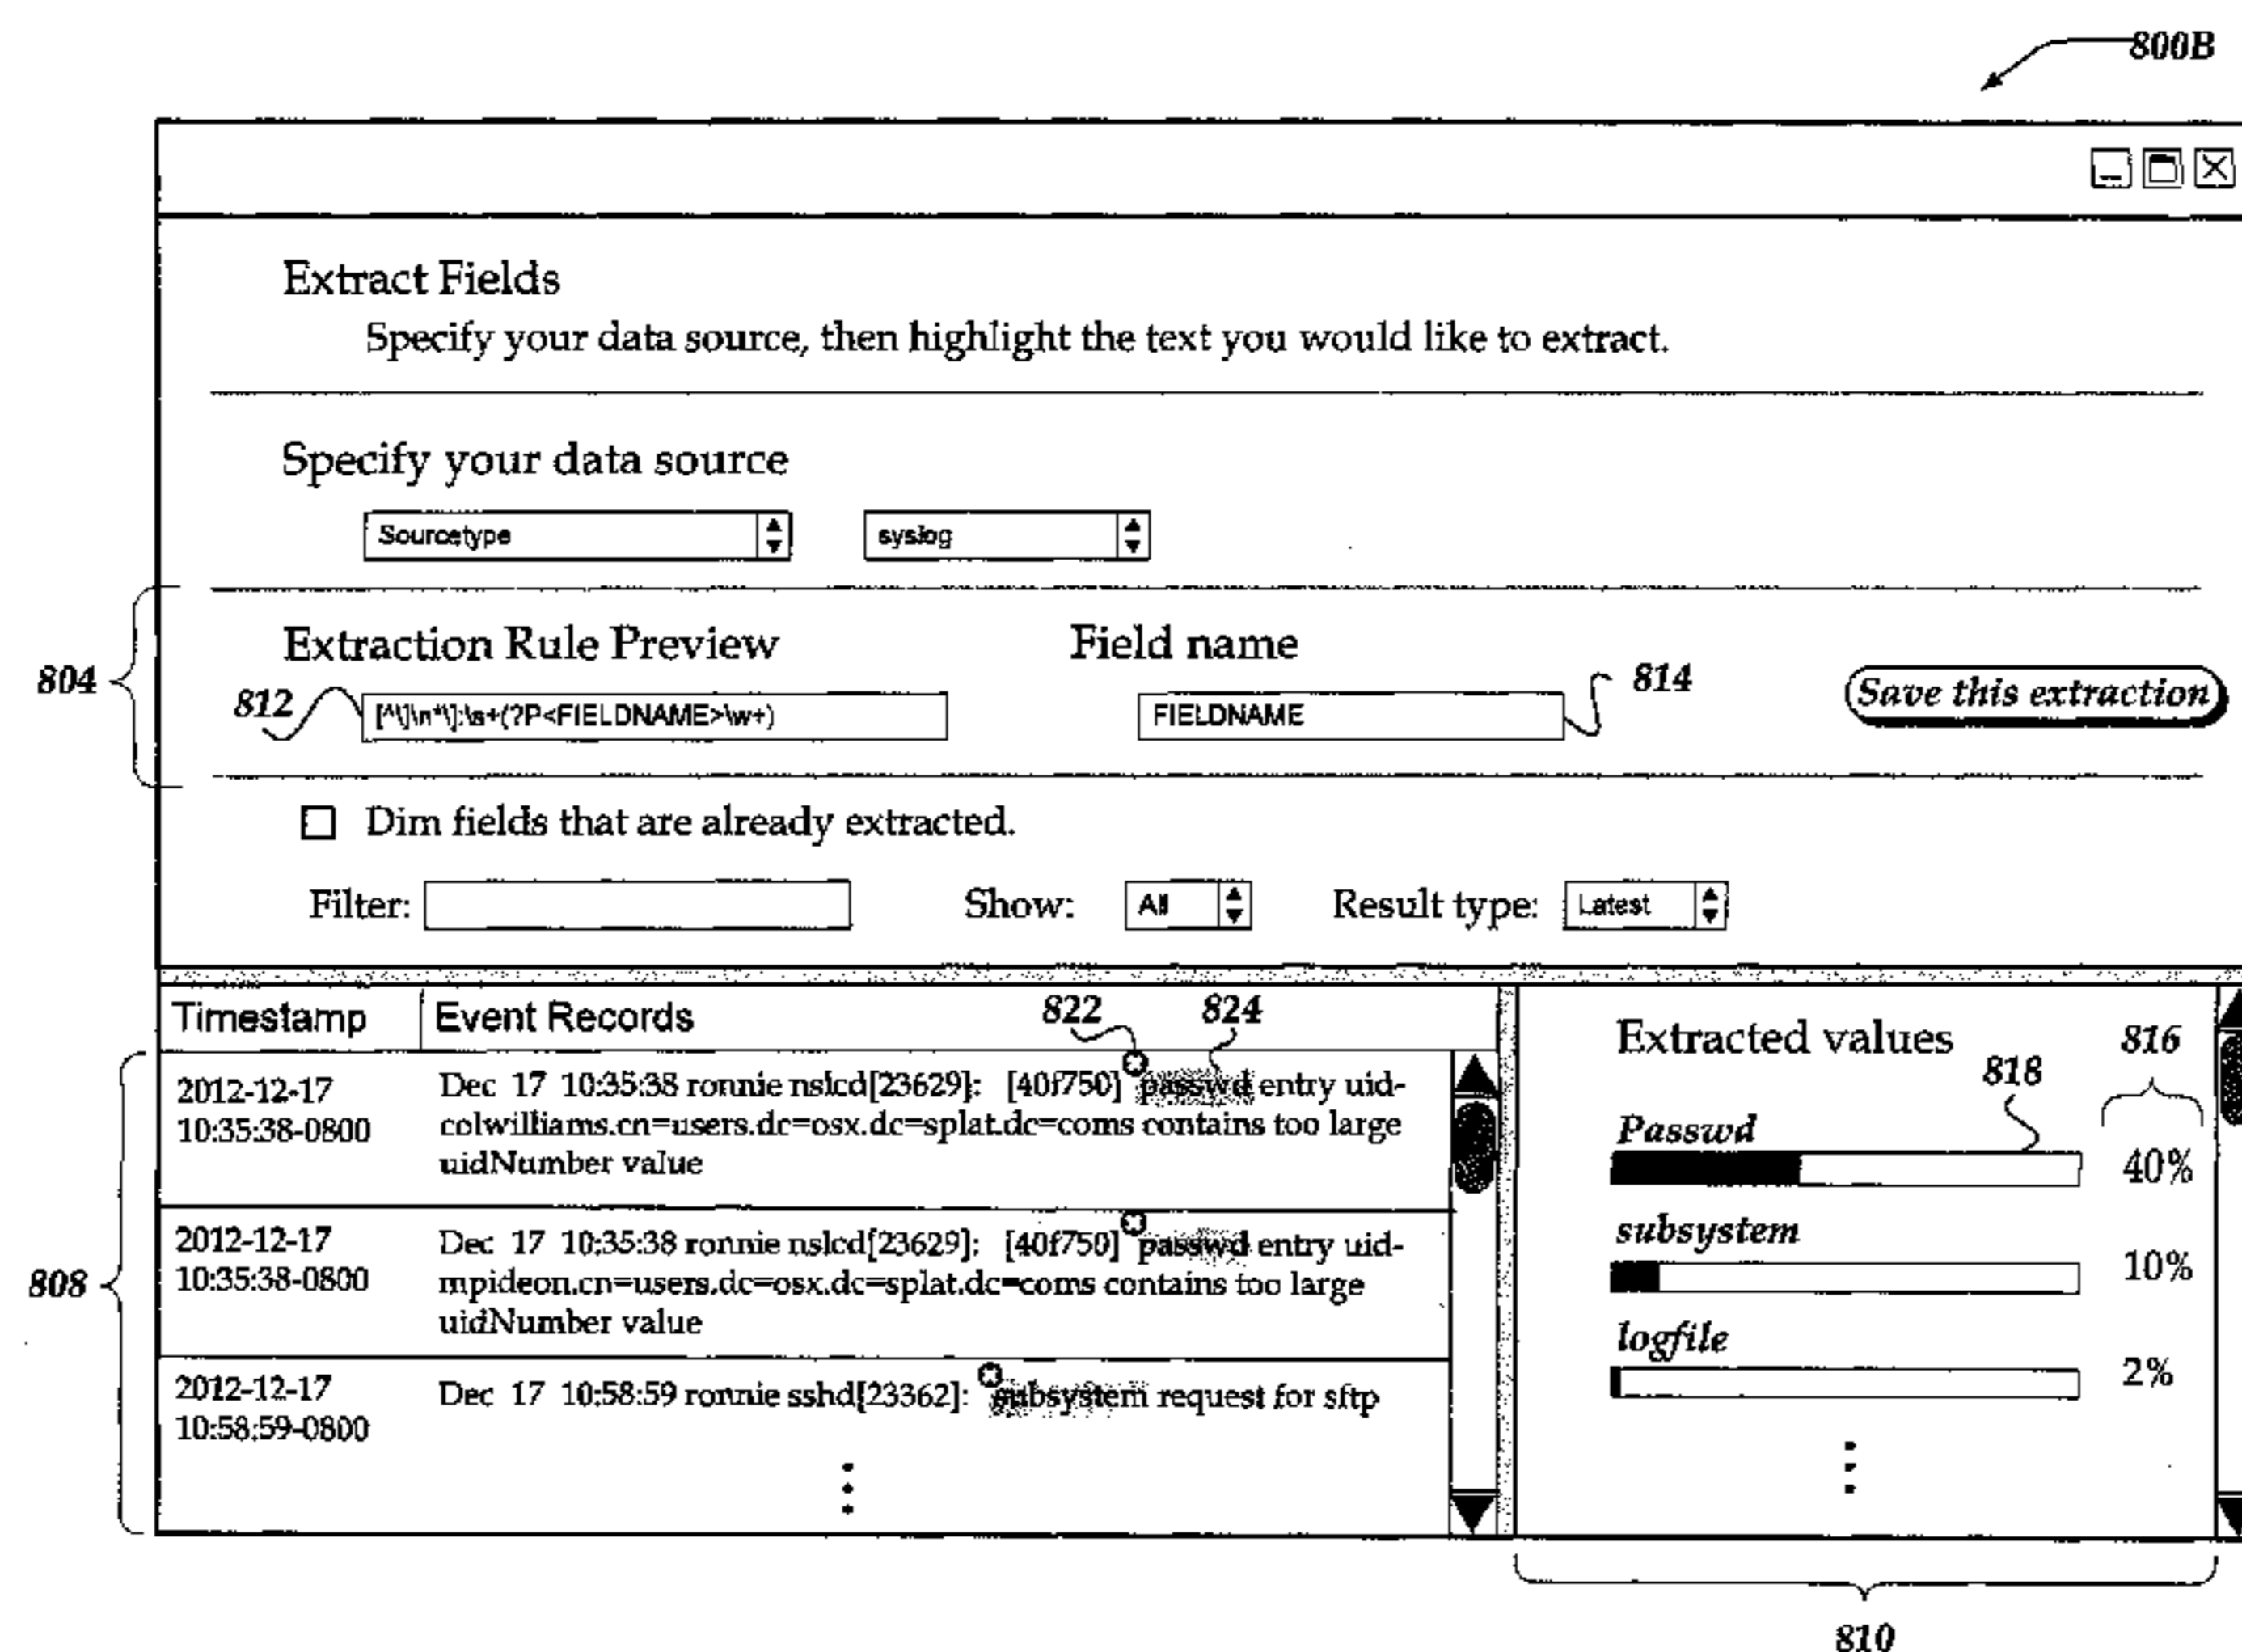 800B
Extract Fields
Specify your data source, then highlight the text you would like to extract.
Specify your data source
Sourcetype syslog
804
Extraction Rule Preview Field name
812 [^\]\n*\]:\s+(?P<FIELDNAME>\w+) FIELDNAME 814 Save this extraction
Dim fields that are already extracted.
Filter: Show: All Result type: Latest
Timestamp Event Records 822 824
808
2012-12-17
10:35:38-0800
Dec 17 10:35:38 ronnie nslcd[23629]: [40f750] passwd entry uid-
colwilliams.cn=users.dc=osx.dc=splat.dc=coms contains too large
uidNumber value
2012-12-17
10:35:38-0800
Dec 17 10:35:38 ronnie nslcd[23629]: [40f750] passwd entry uid-
mpideon.cn=users.dc=osx.dc=splat.dc=coms contains too large
uidNumber value
2012-12-17
10:58:59-0800
Dec 17 10:58:59 ronnie sshd[23362]: subsystem request for sftp
Extracted values 816
818
Passwd
40%
subsystem
10%
logfile
2%
810